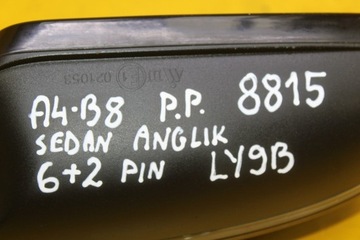 A4-B8 P.P. 8815
SEDAN ANGLIK
6+2 PIN LY9B